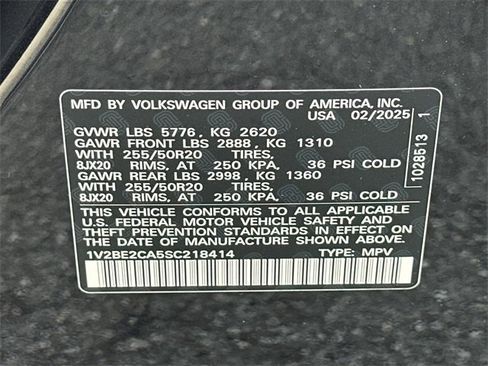 MFD BY VOLKSWAGEN GROUP OF AMERICA, INC.
USA 02/2025
GVWR LBS 5776, KG 2620
GAWR FRONT LBS 2888, KG 1310
WITH 255/50R20 TIRES,
8JX20 RIMS, AT 250 KPA, 36 PSI COLD
GAWR REAR LBS 2998, KG 1360
WITH 255/50R20 TIRES,
8JX20 RIMS, AT 250 KPA, 36 PSI COLD
THIS VEHICLE CONFORMS TO ALL APPLICABLE
U.S. FEDERAL MOTOR VEHICLE SAFETY AND
THEFT PREVENTION STANDARDS IN EFFECT ON
THE DATE OF MANUFACTURE SHOWN ABOVE.
1V2BE2CA5SC218414 TYPE: MPV
1028513 1